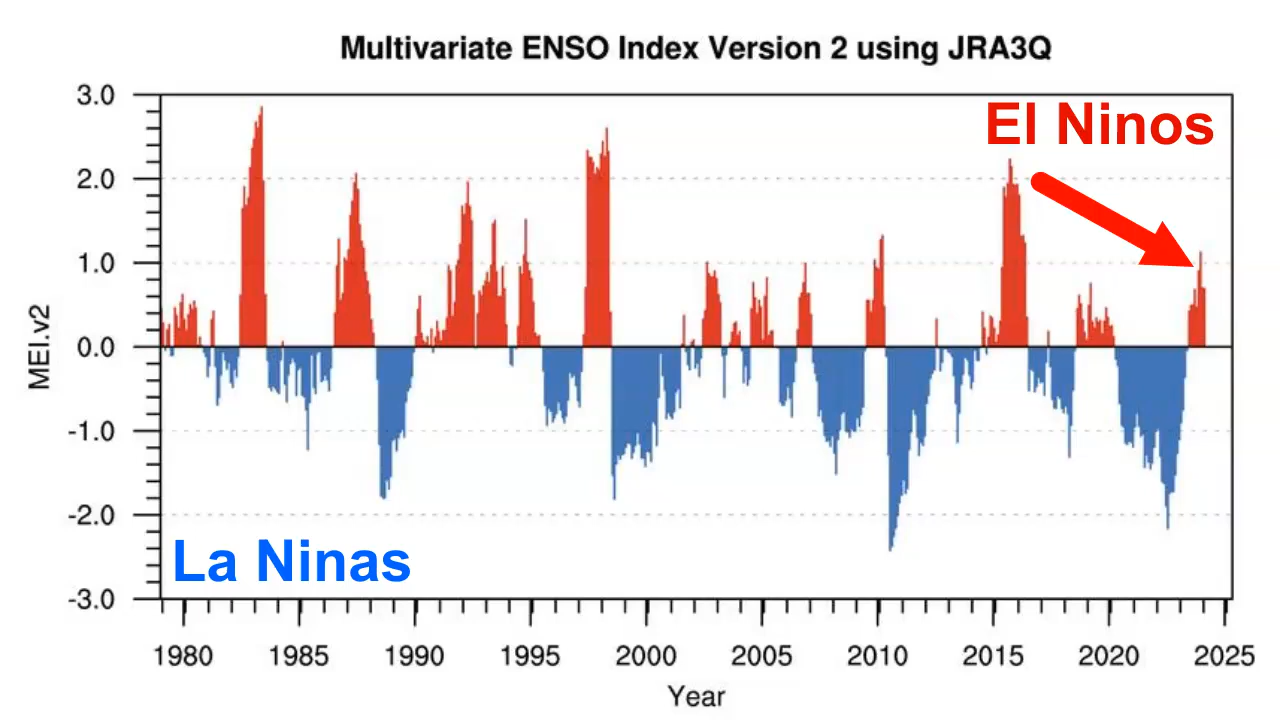 Multivariate ENSO Index Version 2 using JRA3Q
3.0
El Ninos
2.0
1.0
0.0
MEI.v2
-1.0
-2.0
La Ninas
-3.0
1980 1985 1990 1995 2000 2005 2010 2015 2020 2025
Year